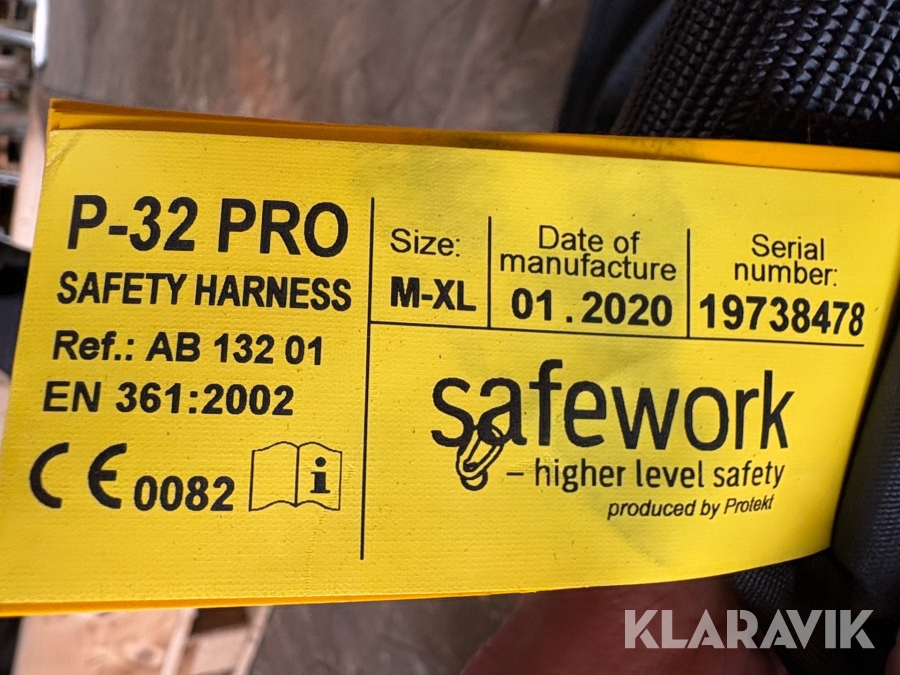 P-32 PRO
SAFETY HARNESS
Ref.: AB 132 01
EN 361:2002
CE 0082
i
Size:
M-XL
Date of
manufacture
01.2020
Serial
number:
19738478
safework
– higher level safety
produced by Protekt
KLARAVIK